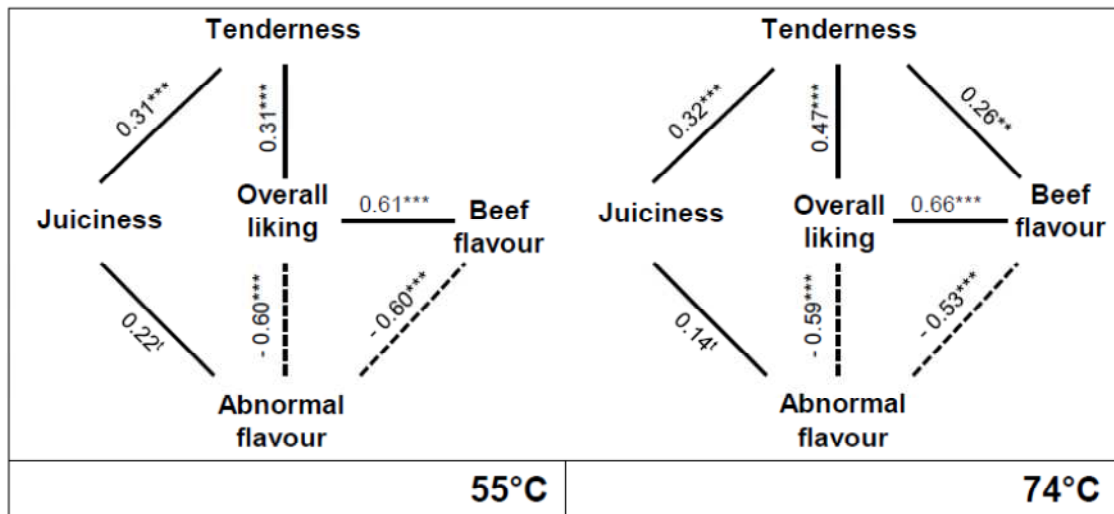 Tenderness
0.31***
0.31***
Juiciness
Overall
liking
0.61***
Beef
flavour
0.22ᵗ
- 0.60***
- 0.60***
Abnormal
flavour
55°C
Tenderness
0.32***
0.47***
0.26**
Juiciness
Overall
liking
0.66***
Beef
flavour
0.14ᵗ
- 0.59***
- 0.53***
Abnormal
flavour
74°C